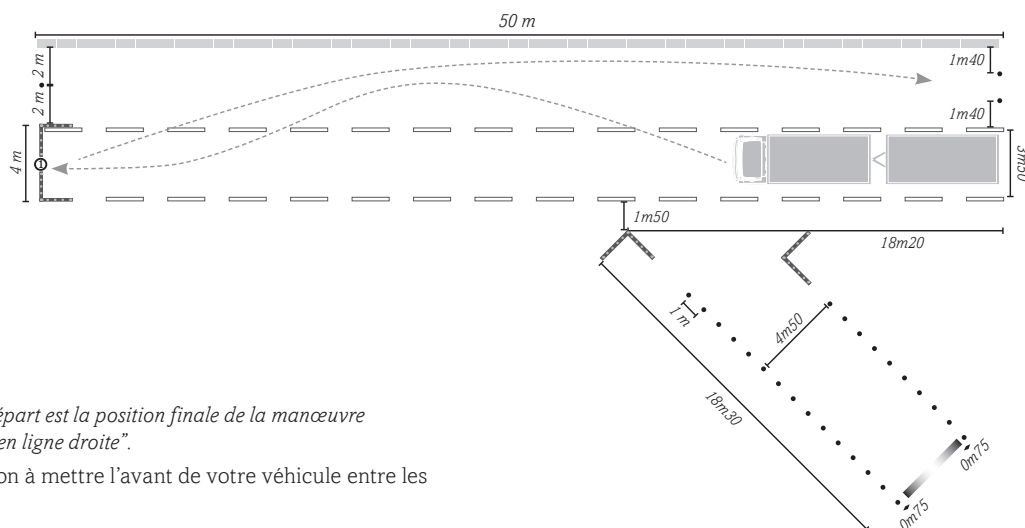 50 m
2 m
2 m
4 m
1
1m40
1m40
3m50
1m50
18m20
1 m
4m50
18m30
0m75
0m75
épart est la position finale de la manœuvre
en ligne droite”.
on à mettre l’avant de votre véhicule entre les